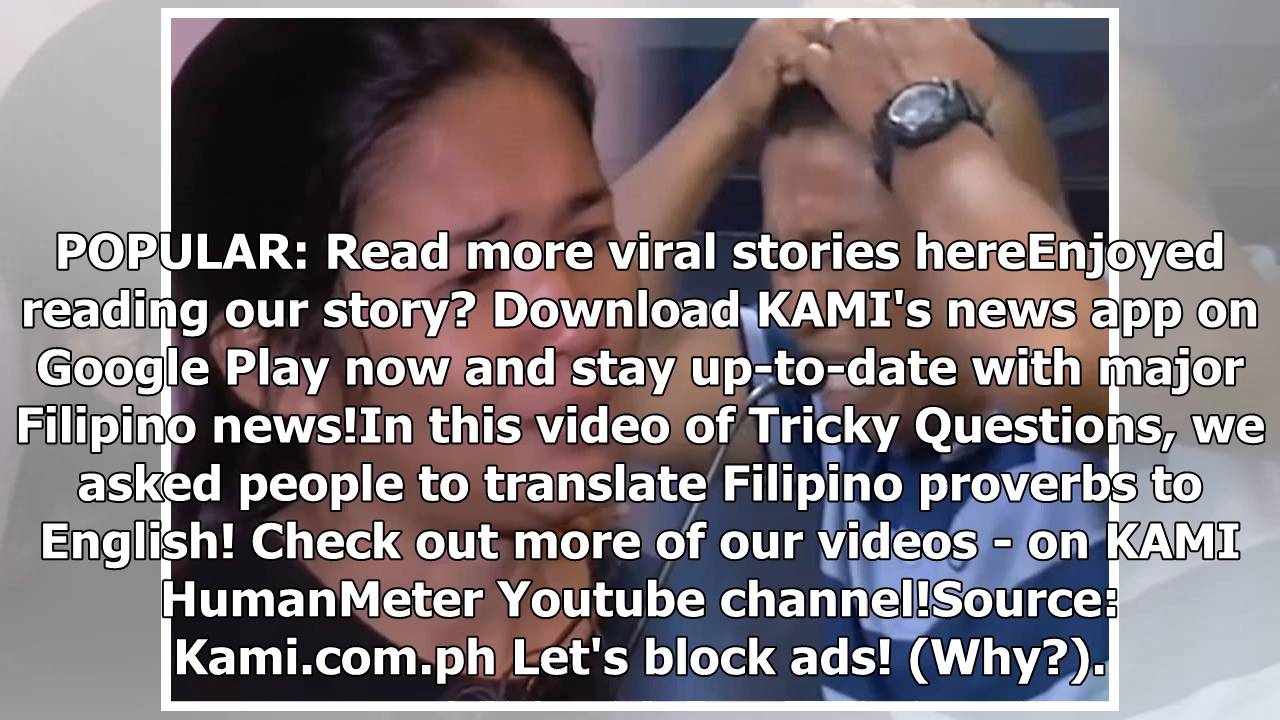 POPULAR: Read more viral stories hereEnjoyed
reading our story? Download KAMI's news app on
Google Play now and stay up-to-date with major
Filipino news!In this video of Tricky Questions, we
asked people to translate Filipino proverbs to
English! Check out more of our videos - on KAMI
HumanMeter Youtube channel!Source:
Kami.com.ph Let's block ads! (Why?).